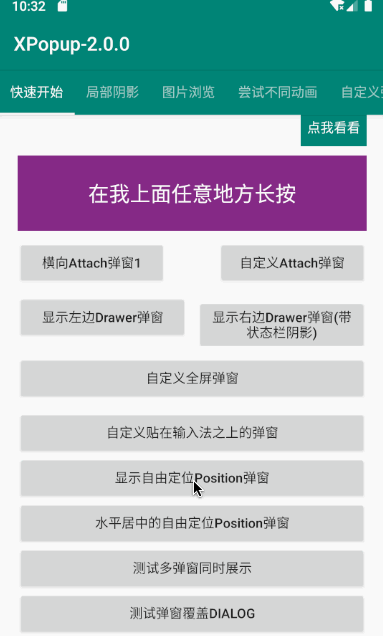 10:32
XPopup-2.0.0
快速开始 局部阴影 图片浏览 尝试不同动画 自定义
点我看看
在我上面任意地方长按
横向Attach弹窗1 自定义Attach弹窗
显示左边Drawer弹窗 显示右边Drawer弹窗(带
状态栏阴影)
自定义全屏弹窗
自定义贴在输入法之上的弹窗
显示自由定位Position弹窗
水平居中的自由定位Position弹窗
测试多弹窗同时展示
测试弹窗覆盖DIALOG